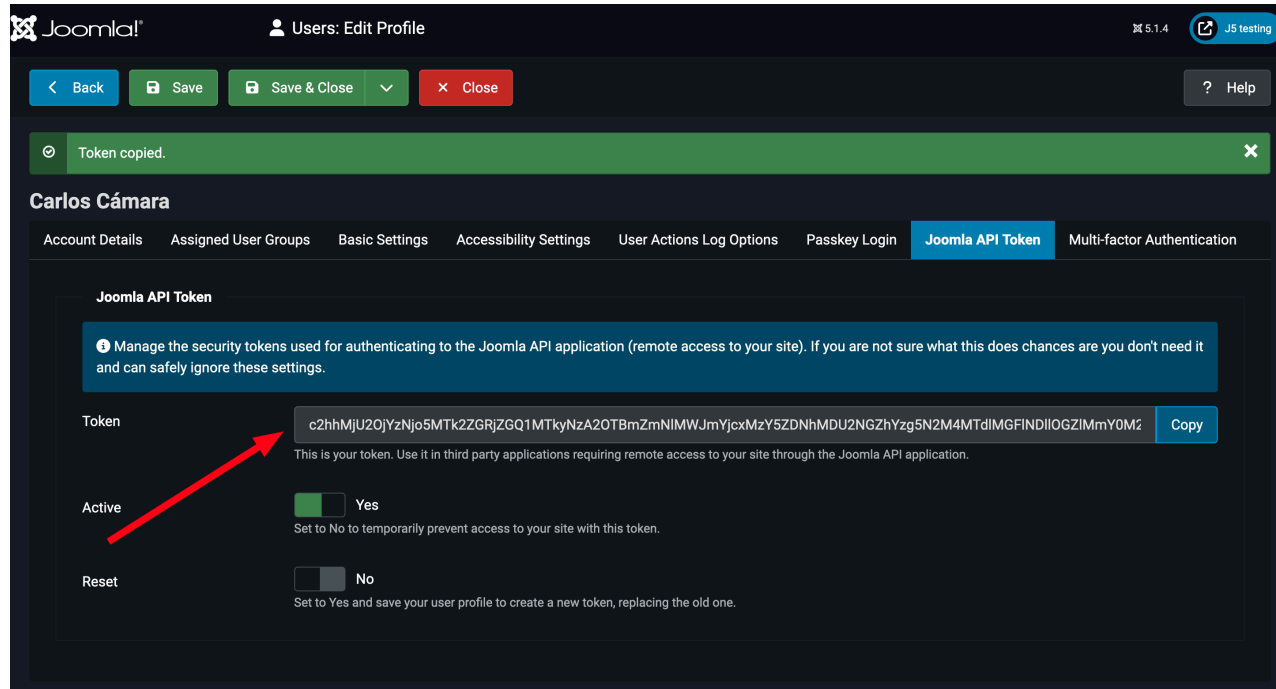 Joomla!®
Users: Edit Profile
5.1.4
J5 testing
Back
Save
Save & Close
Close
? Help
Token copied.
Carlos Cámara
Account Details
Assigned User Groups
Basic Settings
Accessibility Settings
User Actions Log Options
Passkey Login
Joomla API Token
Multi-factor Authentication
Joomla API Token
Manage the security tokens used for authenticating to the Joomla API application (remote access to your site). If you are not sure what this does chances are you don't need it
and can safely ignore these settings.
Token
c2hhMjU2OjYzNjo5MTk2ZGRjZGQ1MTkyNzA2OTBmZmNlMWJmYjcxMzY5ZDNhMDU2NGZhYzg5N2M4MTdlMGFlNDllOGZlMmY0M2
Copy
This is your token. Use it in third party applications requiring remote access to your site through the Joomla API application.
Active
Yes
Set to No to temporarily prevent access to your site with this token.
Reset
No
Set to Yes and save your user profile to create a new token, replacing the old one.